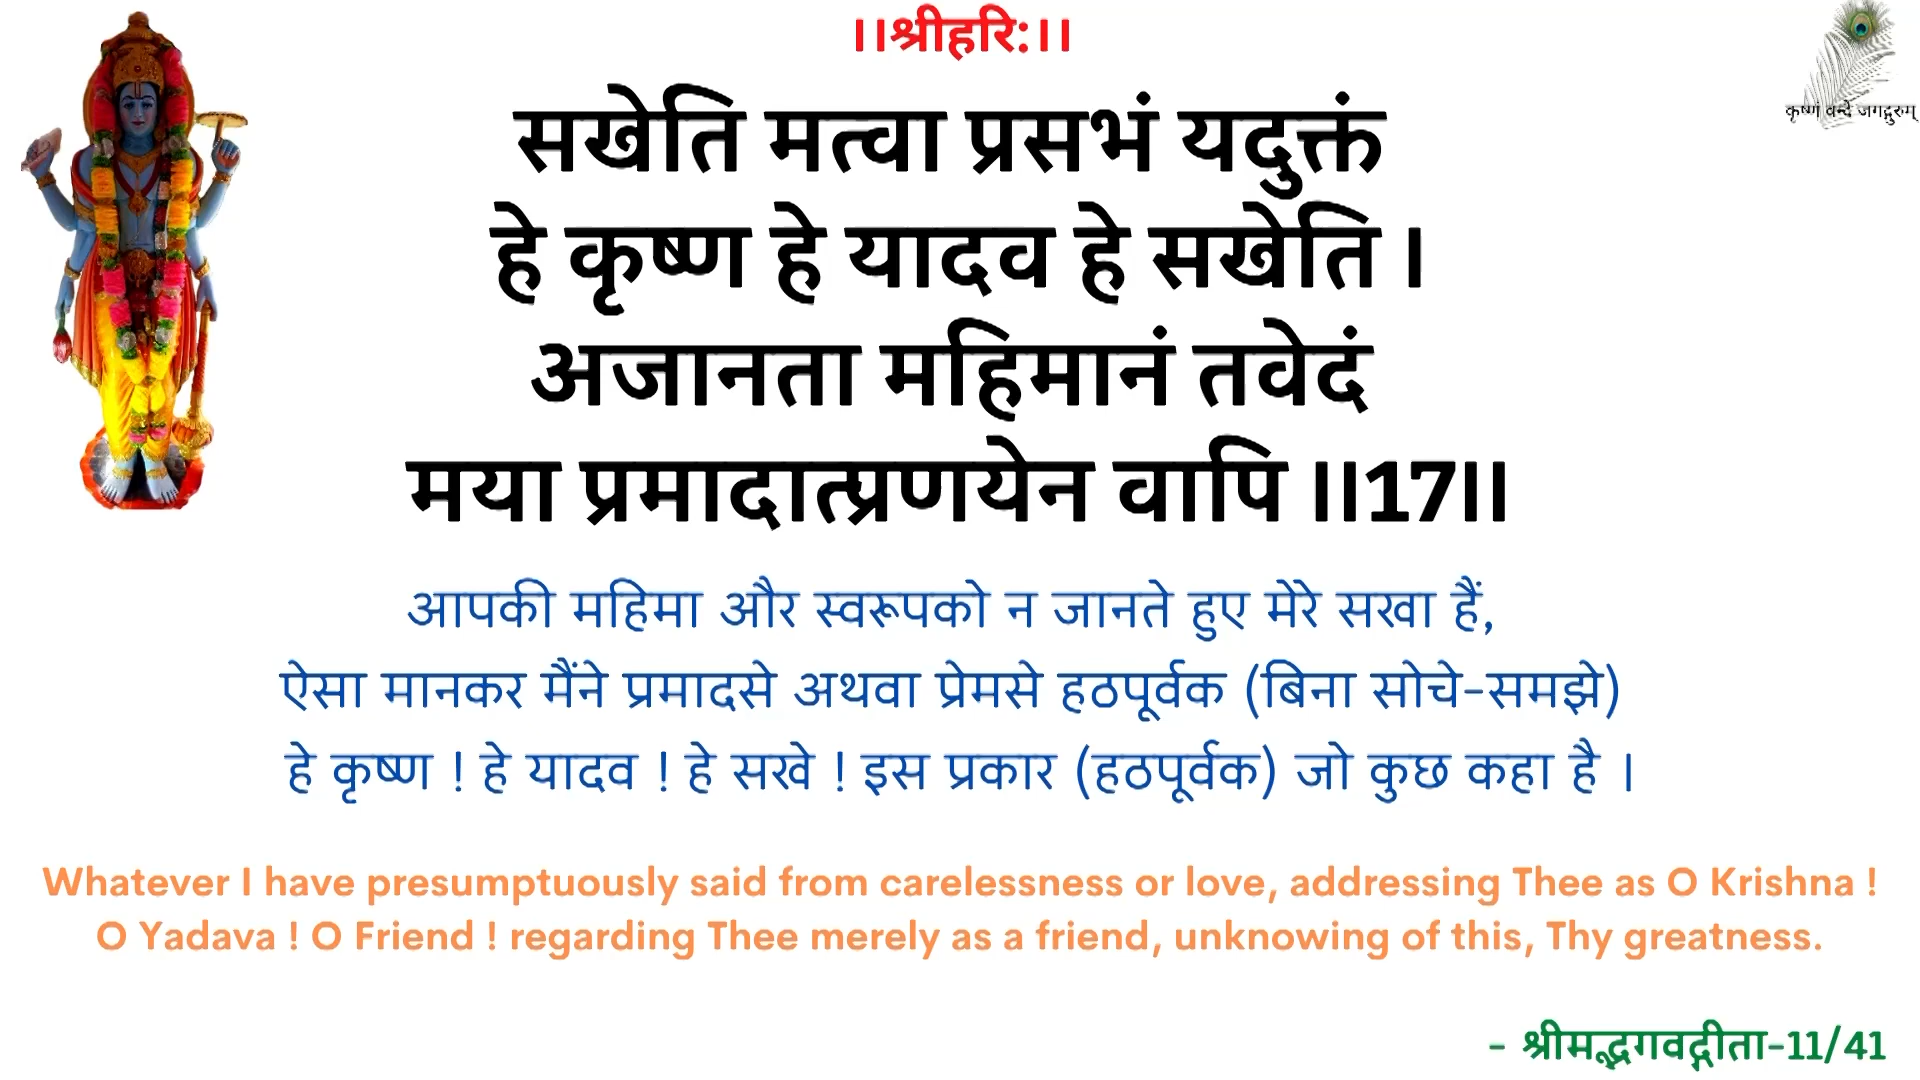 ।।श्रीहरि:।।
कृष्णं वन्दे जगद्गुरुम्
सखेति मत्वा प्रसभं यदुक्तं
हे कृष्ण हे यादव हे सखेति ।
अजानता महिमानं तवेदं
मया प्रमादात्प्रणयेन वापि ।।17।।
आपकी महिमा और स्वरूपको न जानते हुए मेरे सखा हैं,
ऐसा मानकर मैंने प्रमादसे अथवा प्रेमसे हठपूर्वक (बिना सोचे-समझे)
हे कृष्ण ! हे यादव ! हे सखे ! इस प्रकार (हठपूर्वक) जो कुछ कहा है ।
Whatever I have presumptuously said from carelessness or love, addressing Thee as O Krishna !
O Yadava ! O Friend ! regarding Thee merely as a friend, unknowing of this, Thy greatness.
- श्रीमद्भगवद्गीता-11/41